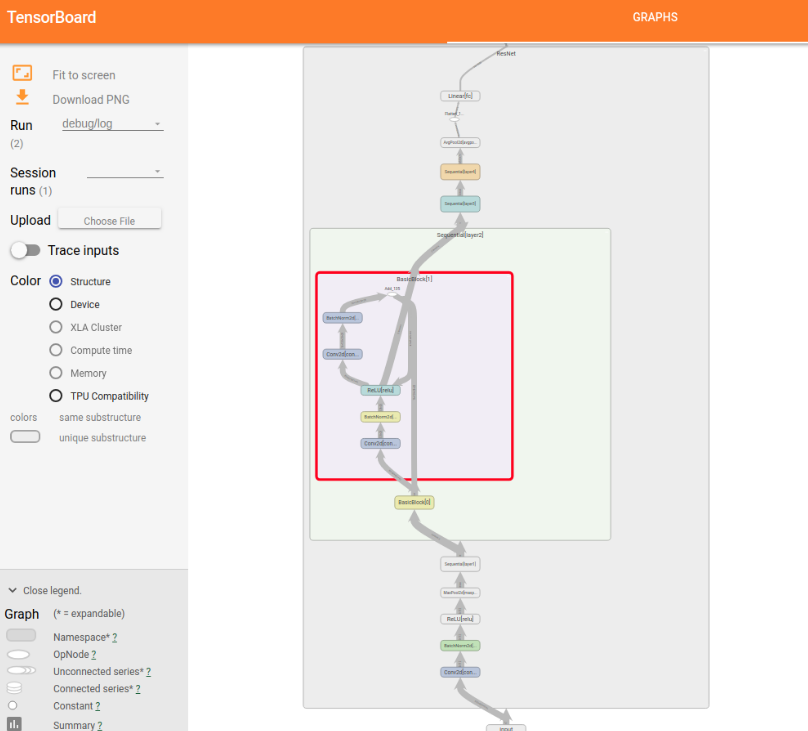 TensorBoard
GRAPHS
Fit to screen
Download PNG
Run
debug/log
(2)
Session
runs (1)
Upload
Choose File
Trace inputs
Color
Structure
Device
XLA Cluster
Compute time
Memory
TPU Compatibility
colors
same substructure
unique substructure
Close legend.
Graph
(* = expandable)
Namespace* ?
OpNode ?
Unconnected series* ?
Connected series* ?
Constant ?
Summary ?
ResNet
Linear[fc]
Sequential[layer4]
Sequential[layer3]
Sequential[layer2]
BasicBlock[1]
BatchNorm2d[...
Conv2d[con...
ReLU[relu]
BatchNorm2d[...
Conv2d[con...
BasicBlock[0]
Sequential[layer1]
MaxPool2d[maxp...
ReLU[relu]
BatchNorm2d[...
Conv2d[con...
input